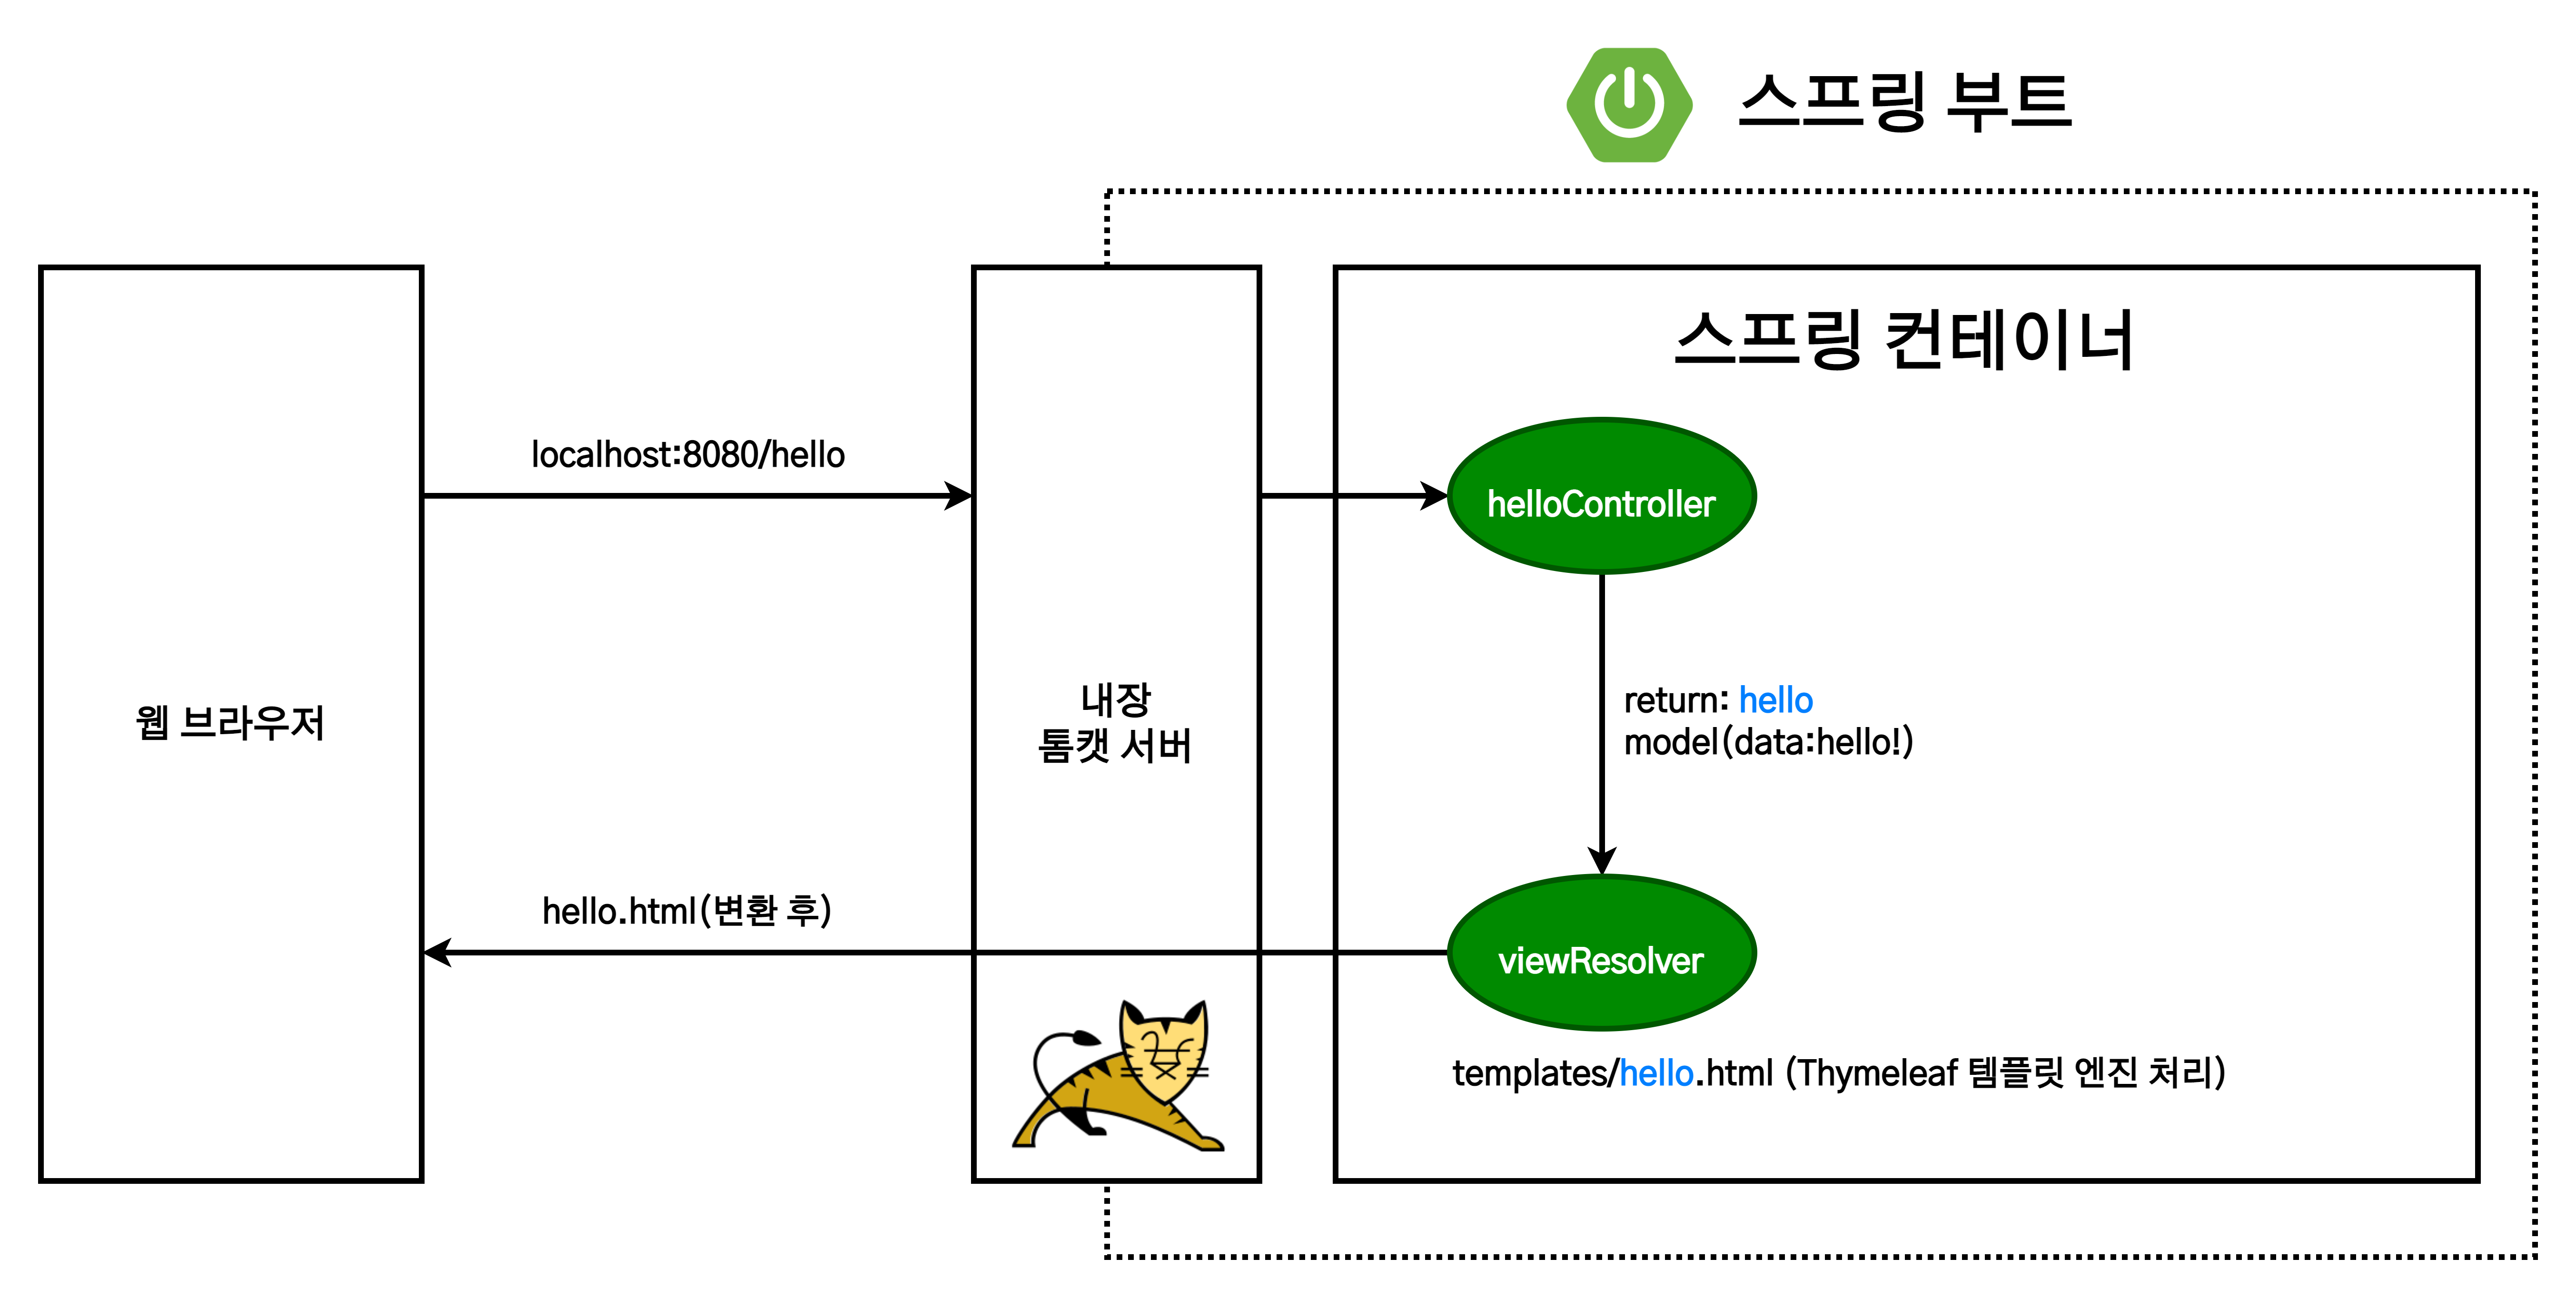 스프링 부트
스프링 컨테이너
localhost:8080/hello
helloController
웹 브라우저
내장
톰캣 서버
return: hello
model(data:hello!)
hello.html(변환 후)
viewResolver
templates/hello.html (Thymeleaf 템플릿 엔진 처리)